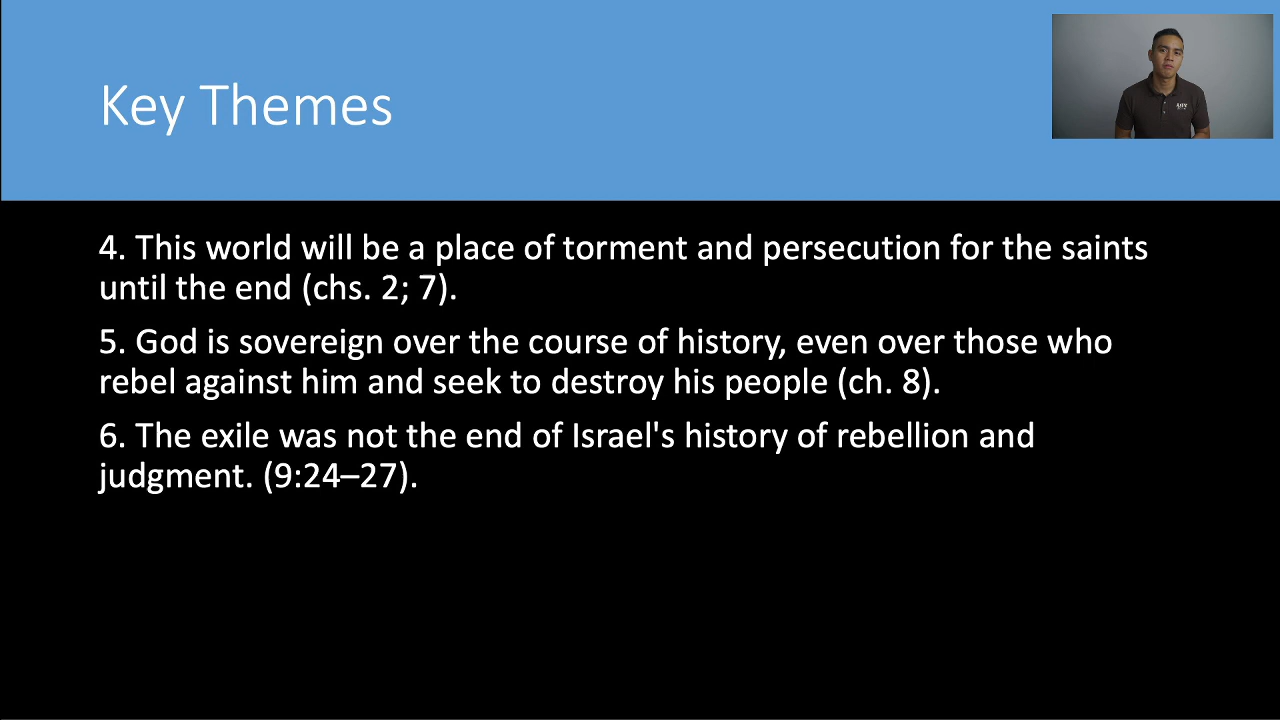 Key Themes
4. This world will be a place of torment and persecution for the saints
until the end (chs. 2; 7).
5. God is sovereign over the course of history, even over those who
rebel against him and seek to destroy his people (ch. 8).
6. The exile was not the end of Israel's history of rebellion and
judgment. (9:24–27).